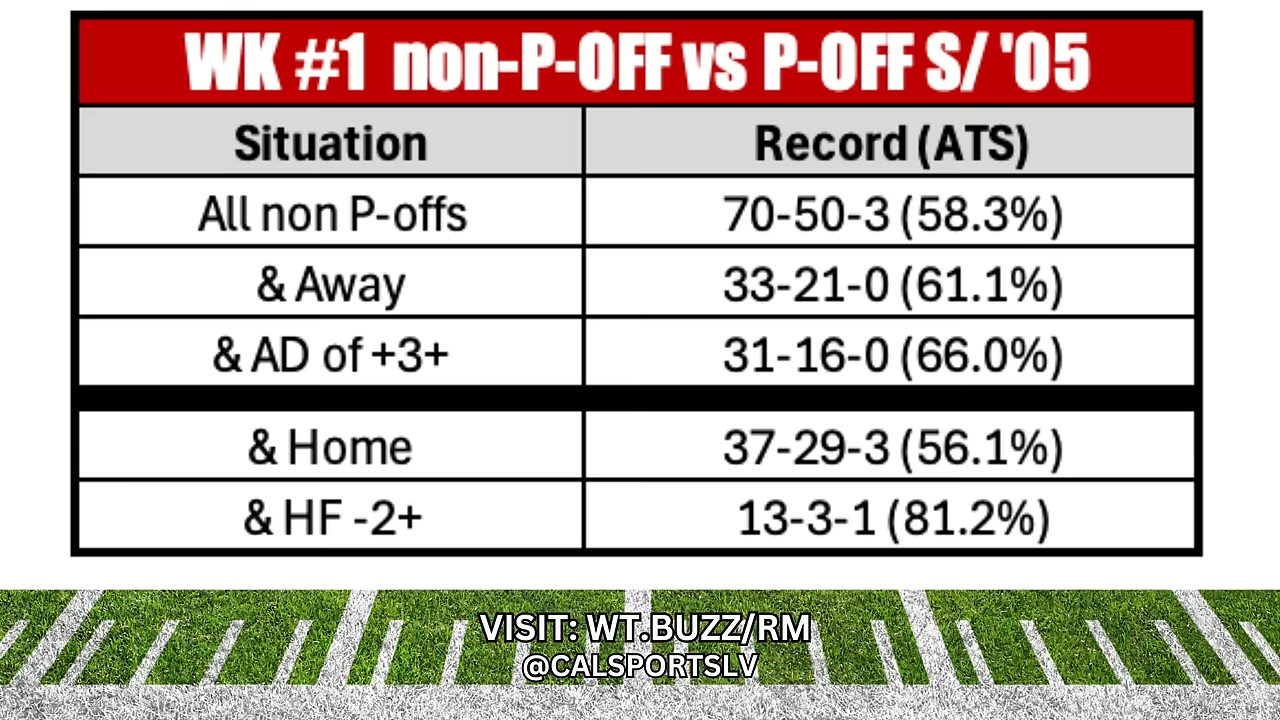 WK #1 non-P-OFF vs P-OFF S/ '05
Situation Record (ATS)
All non P-offs 70-50-3 (58.3%)
& Away 33-21-0 (61.1%)
& AD of +3+ 31-16-0 (66.0%)
& Home 37-29-3 (56.1%)
& HF -2+ 13-3-1 (81.2%)
VISIT: WT.BUZZ/RM
@CALSPORTSLV